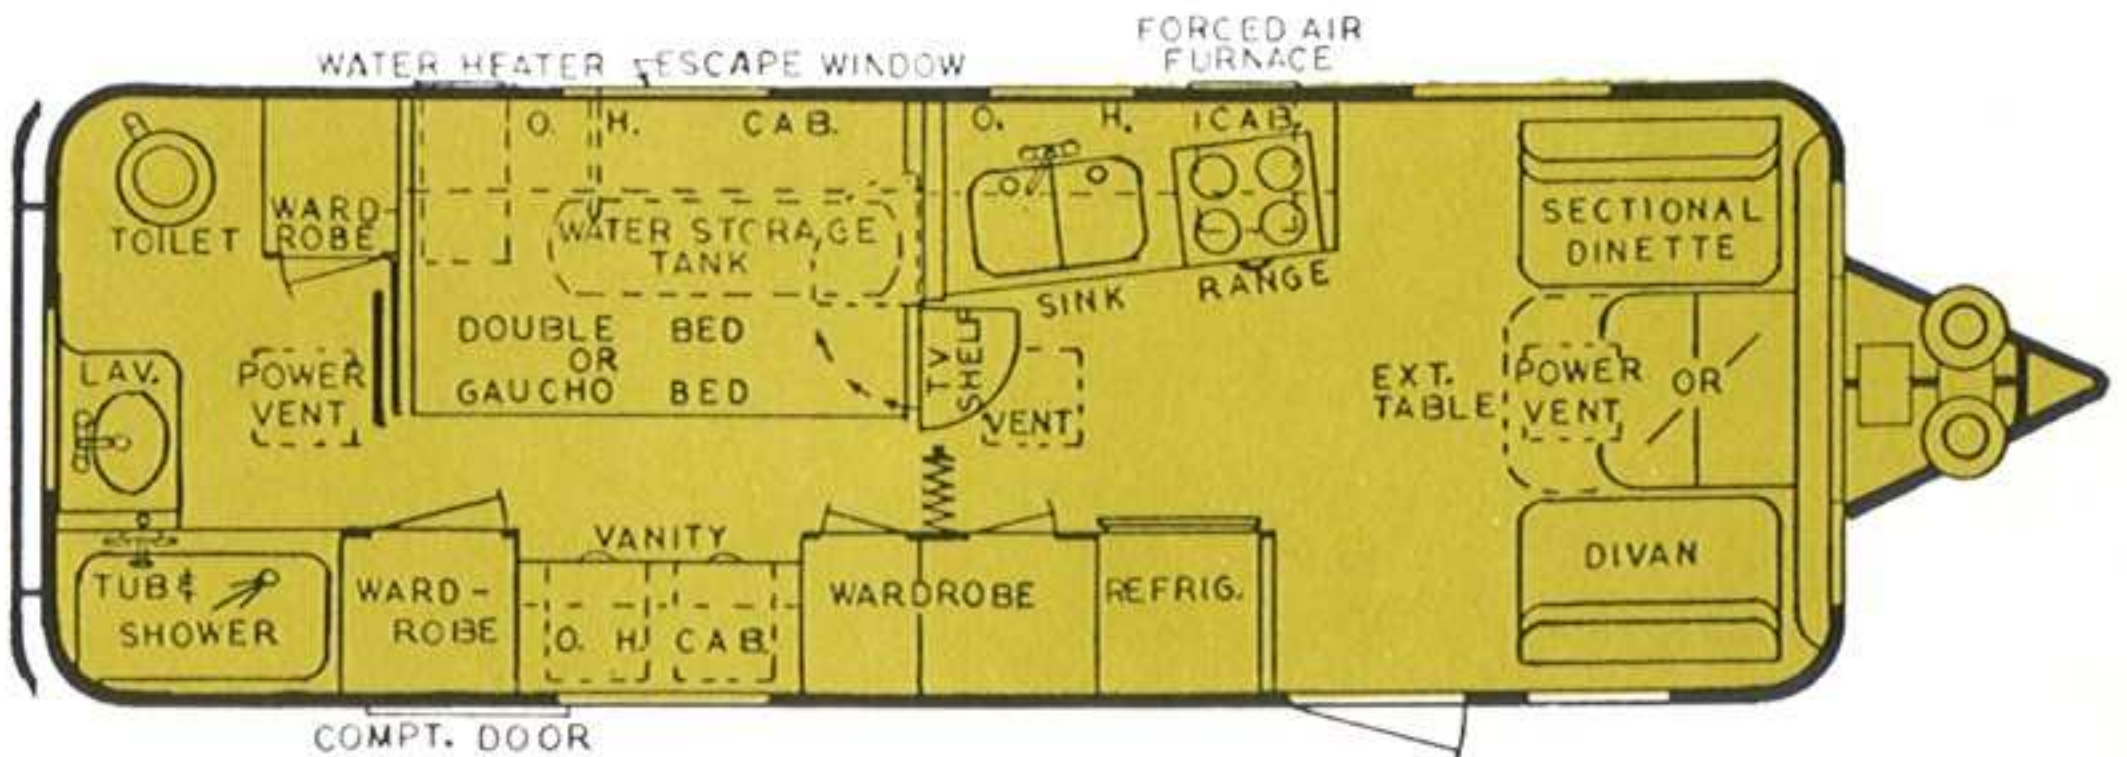 FORCED AIR
FURNACE
WATER HEATER
ESCAPE WINDOW
O. H. CAB.
O. H. CAB.
TOILET
WARD-
ROBE
WATER STORAGE
TANK
SINK
RANGE
SECTIONAL
DINETTE
DOUBLE BED
OR
GAUCHO BED
TV
SHELF
VENT
LAV.
POWER
VENT
EXT.
TABLE
POWER
VENT
OR
VANITY
TUB &
SHOWER
WARD-
ROBE
O. H. CAB.
WARDROBE
REFRIG.
DIVAN
COMPT. DOOR